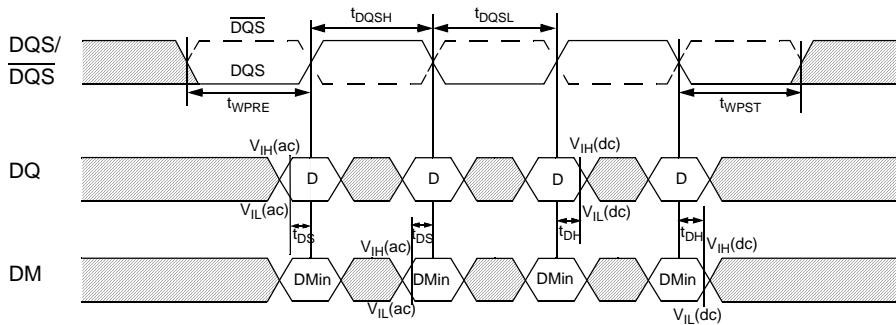 tDQSH tDQSL
DQS
DQS/
DQS
DQS
tWPRE tWPST
VIH(ac) VIH(dc)
DQ D D D D
VIL(ac) VIL(dc)
tDS tDS tDH tDH
VIH(ac) VIH(dc)
DM DMin DMin DMin DMin
VIL(ac) VIL(dc)